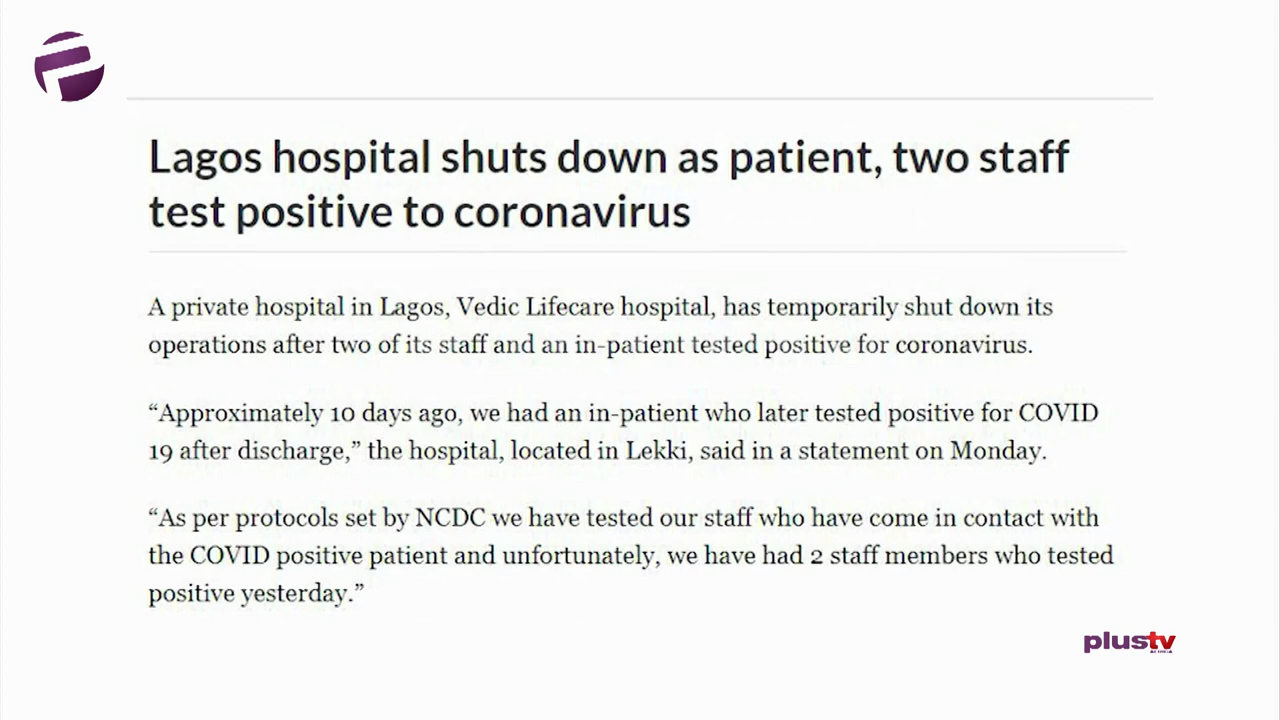 Lagos hospital shuts down as patient, two staff
test positive to coronavirus
A private hospital in Lagos, Vedic Lifecare hospital, has temporarily shut down its
operations after two of its staff and an in-patient tested positive for coronavirus.
“Approximately 10 days ago, we had an in-patient who later tested positive for COVID
19 after discharge,” the hospital, located in Lekki, said in a statement on Monday.
“As per protocols set by NCDC we have tested our staff who have come in contact with
the COVID positive patient and unfortunately, we have had 2 staff members who tested
positive yesterday.”
plustv